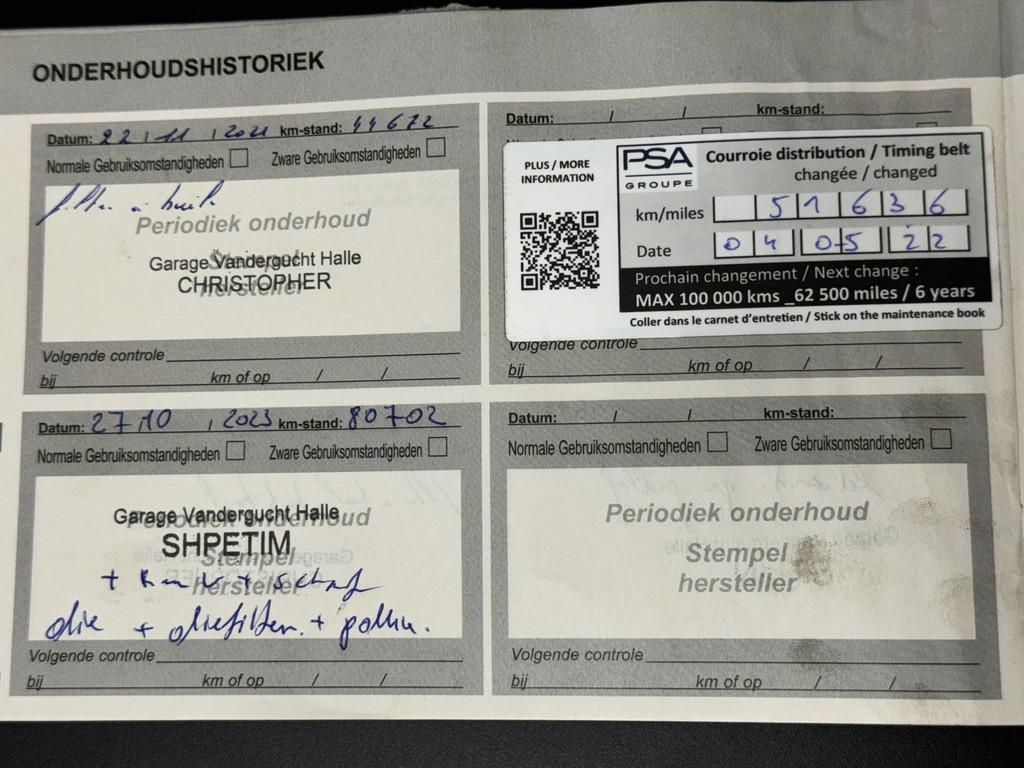 ONDERHOUDSHISTORIEK
Datum: 22 / 11 / 2021 km-stand: 44672
Normale Gebruiksomstandigheden Zware Gebruiksomstandigheden
Periodiek onderhoud
Stempel
hersteller
Garage Vandergucht Halle
CHRISTOPHER
Volgende controle
bij km of op / /
Datum: / / km-stand:
PLUS / MORE
INFORMATION
PSA
GROUPE
Courroie distribution / Timing belt
changée / changed
km/miles 51636
Date 04 05 22
Prochain changement / Next change :
MAX 100 000 kms _62 500 miles / 6 years
Coller dans le carnet d'entretien / Stick on the maintenance book
Volgende controle
bij km of op / /
Datum: 27/10 / 2023 km-stand: 80702
Normale Gebruiksomstandigheden Zware Gebruiksomstandigheden
Periodiek onderhoud
Stempel
hersteller
Garage Vandergucht Halle
SHPETIM
olie + oliefilter + pollen.
Volgende controle
bij km of op / /
Datum: / / km-stand:
Normale Gebruiksomstandigheden Zware Gebruiksomstandigheden
Periodiek onderhoud
Stempel
hersteller
Volgende controle
bij km of op / /